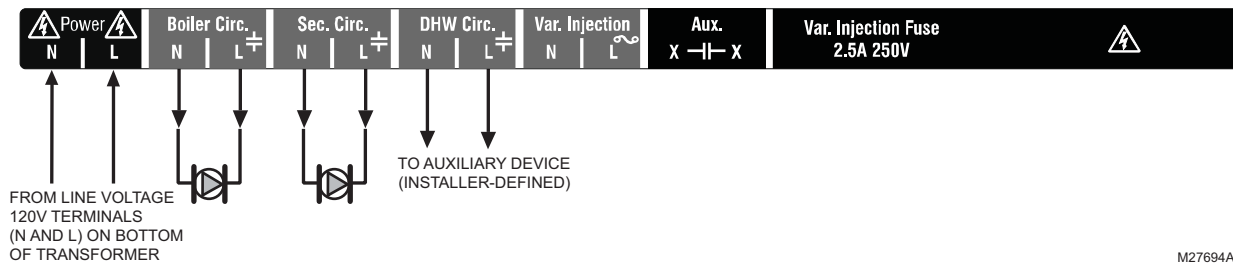 Power
N L
Boiler Circ.
N L
Sec. Circ.
N L
DHW Circ.
N L
Var. Injection
N L
Aux.
X X
Var. Injection Fuse
2.5A 250V
FROM LINE VOLTAGE
120V TERMINALS
(N AND L) ON BOTTOM
OF TRANSFORMER
TO AUXILIARY DEVICE
(INSTALLER-DEFINED)
M27694A